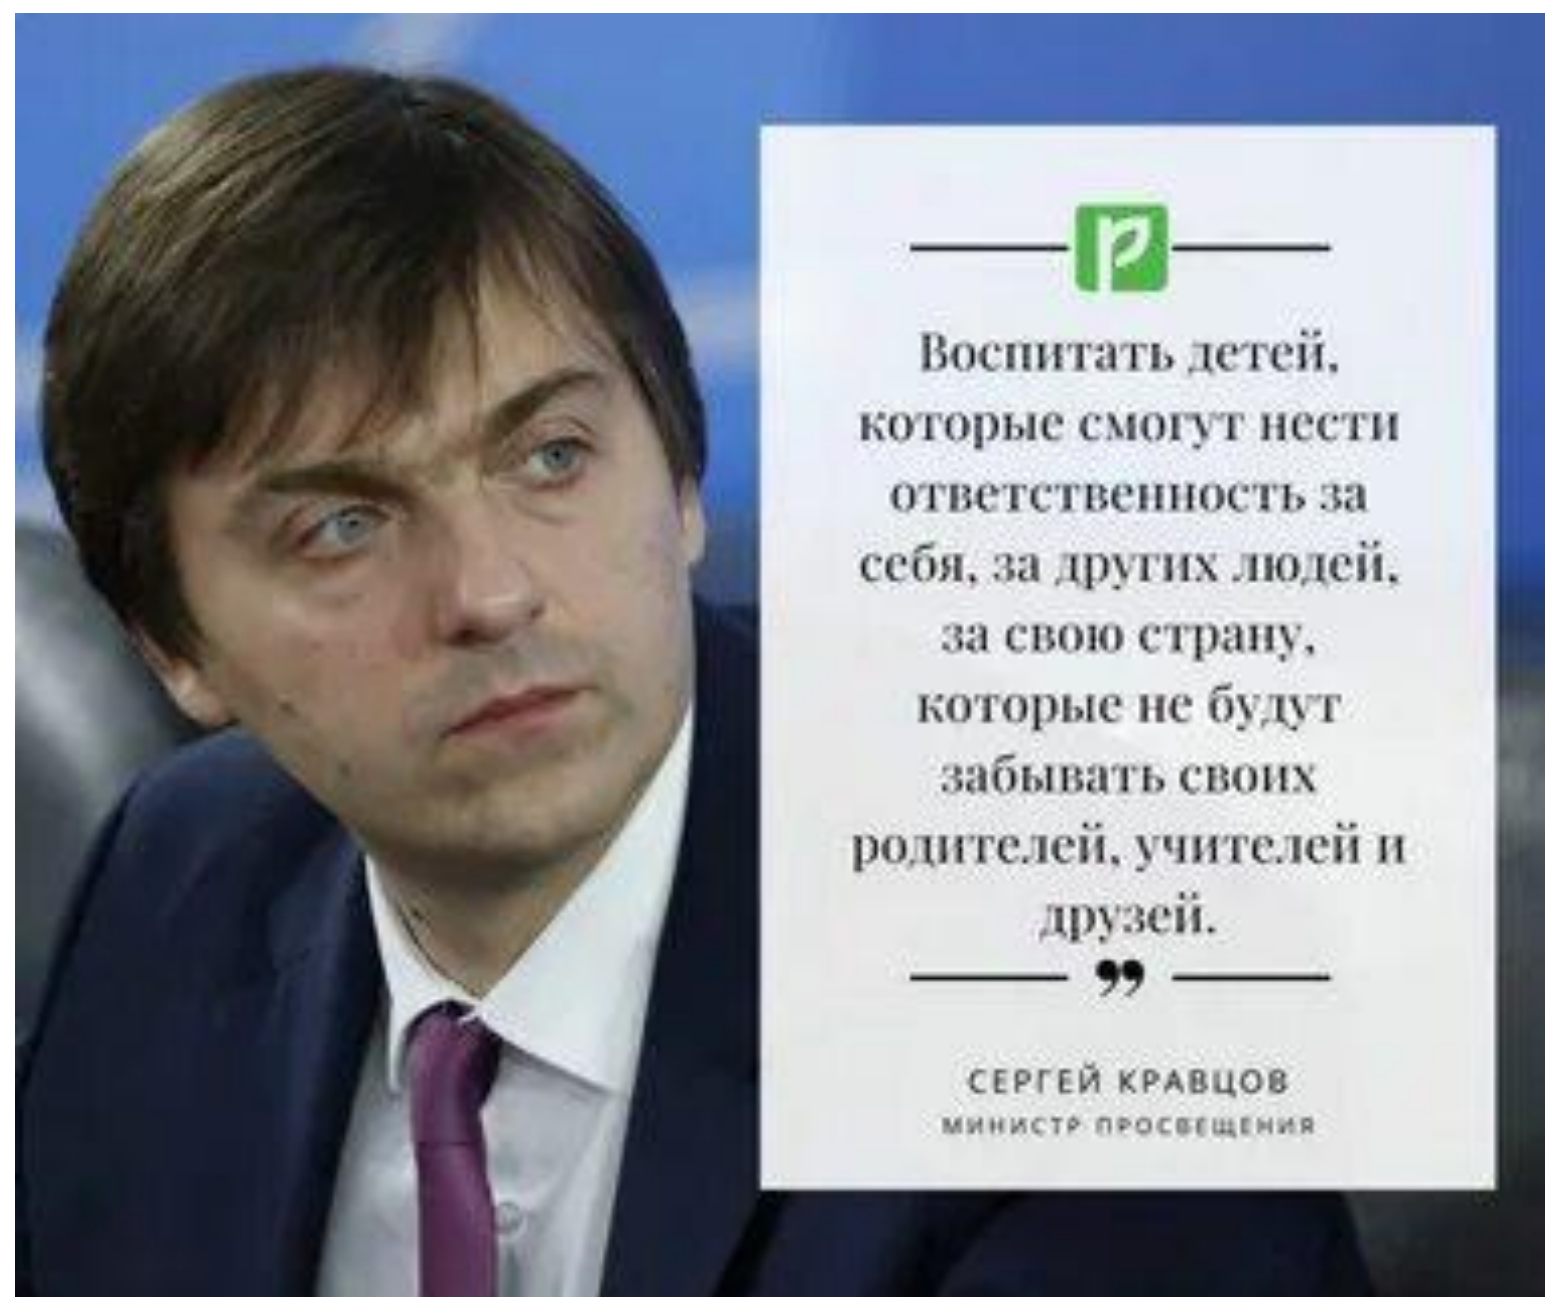 Воспитать детей,
которые смогут нести
ответственность за
себя, за других людей,
за свою страну,
которые не будут
забывать своих
родителей, учителей и
друзей.
”
СЕРГЕЙ КРАВЦОВ
МИНИСТР ПРОСВЕЩЕНИЯ